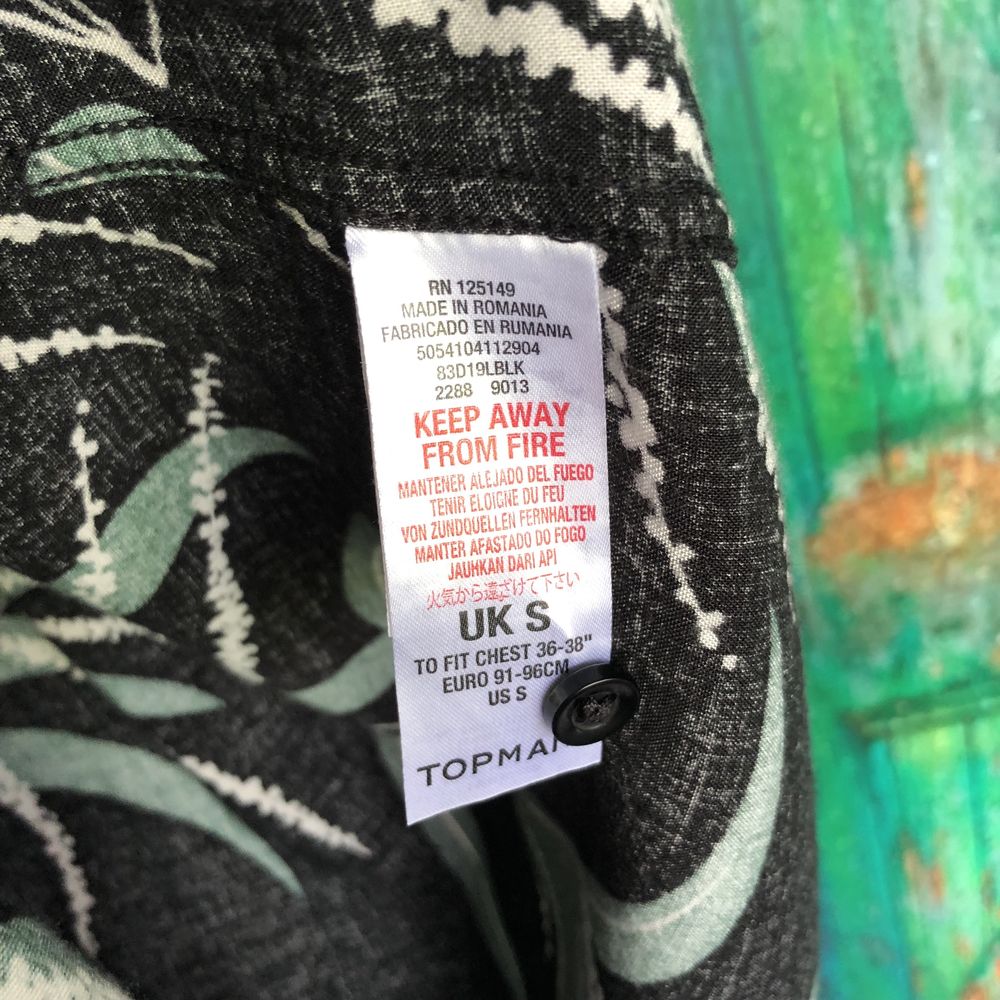 RN 125149
MADE IN ROMANIA
FABRICADO EN RUMANIA
5054104112904
83D19LBLK
2288 9013
KEEP AWAY
FROM FIRE
MANTENER ALEJADO DEL FUEGO
TENIR ELOIGNE DU FEU
VON ZUNDQUELLEN FERNHALTEN
MANTER AFASTADO DO FOGO
JAUHKAN DARI API
火気から遠ざけて下さい
UK S
TO FIT CHEST 36-38"
EURO 91-96CM
US S
TOPMA